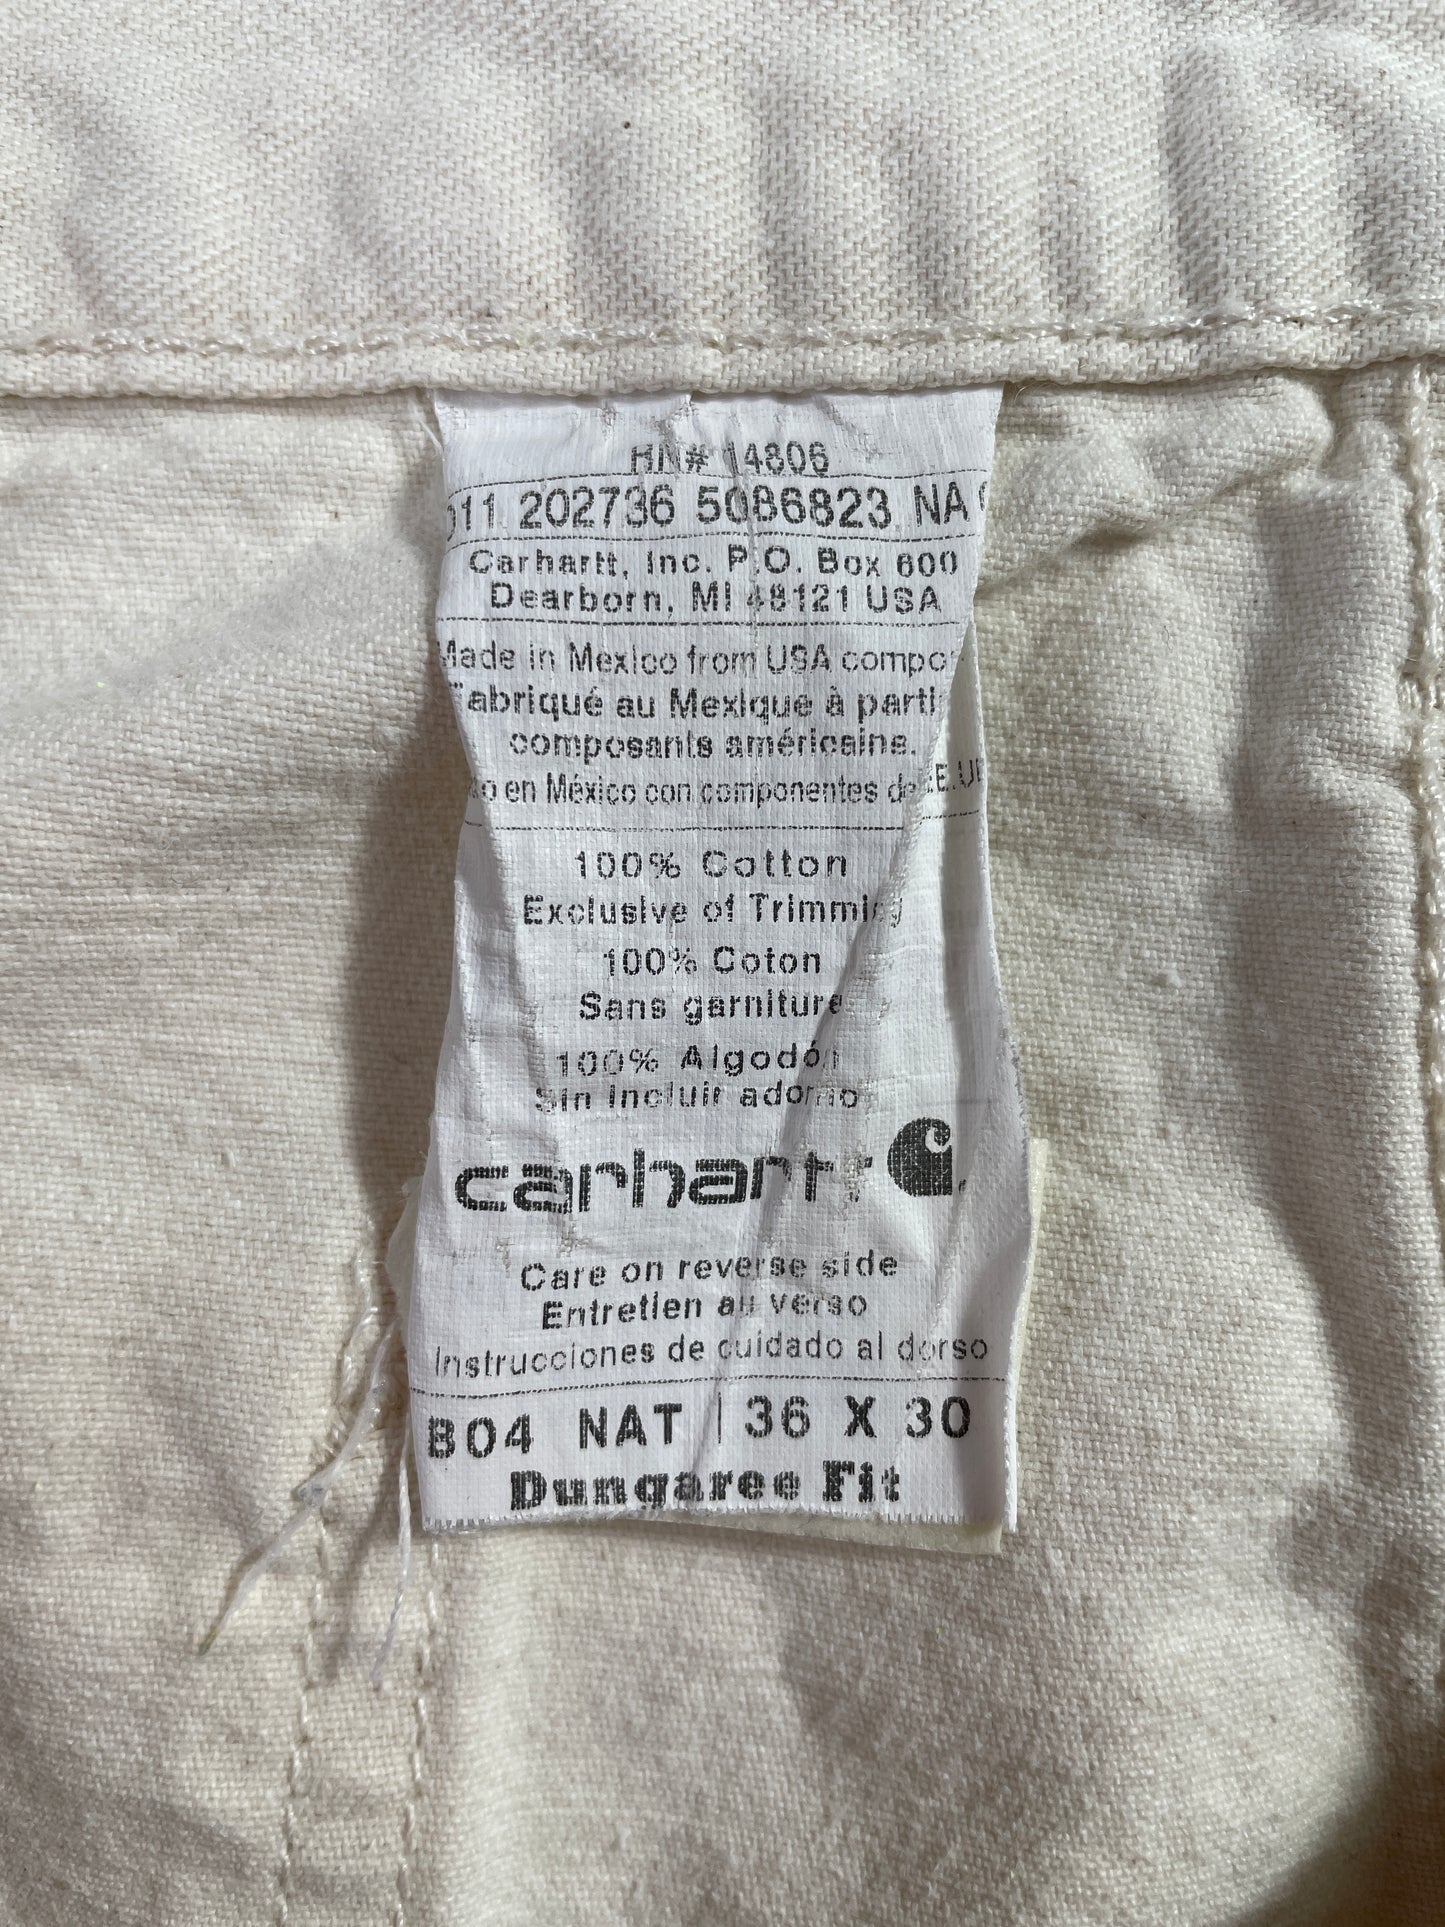 RN# 14806
011 202736 5086823 NA
Carhartt, Inc. P.O. Box 600
Dearborn, MI 48121 USA
Made in Mexico from USA compo
Fabriqué au Mexique à parti
composants américaine.
o en México con componentes de EE.U
100% Cotton
Exclusive of Trimming
100% Coton
Sans garniture
100% Algodón
Sin incluir adorno
carhartt
Care on reverse side
Entretien au verso
Instrucciones de cuidado al dorso
B04 NAT | 36 X 30
Dungaree Fit